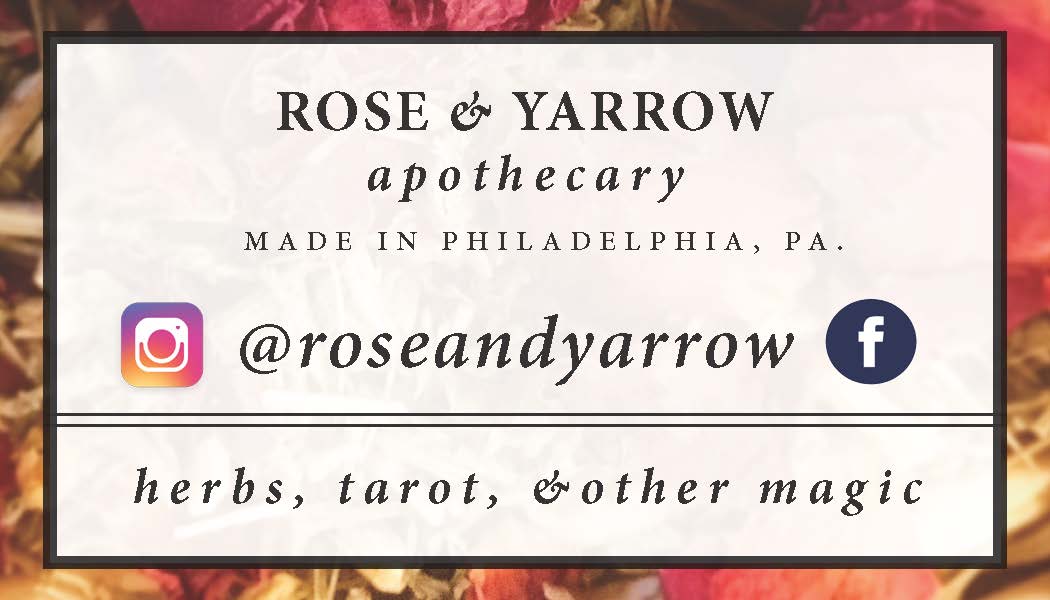 ROSE & YARROW
apothecary
MADE IN PHILADELPHIA, PA.
@roseandyarrow f
herbs, tarot, &other magic